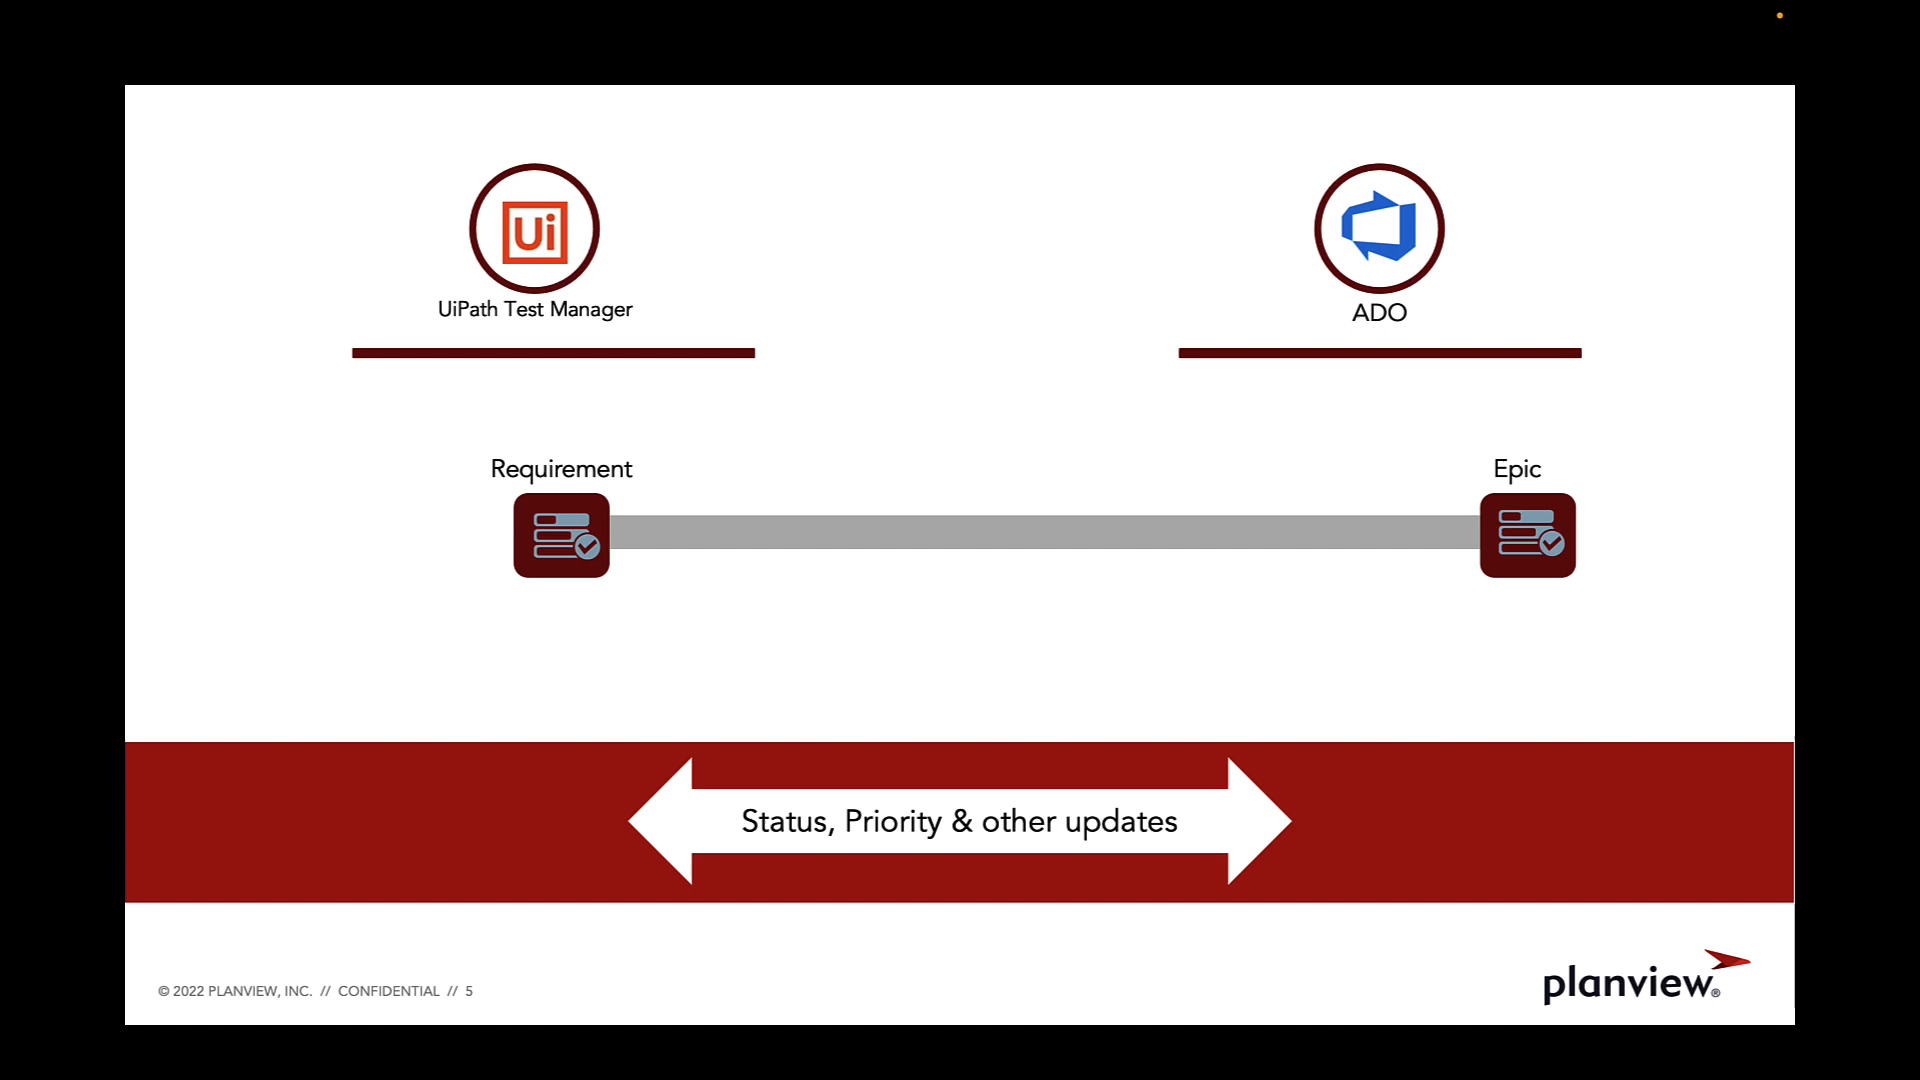 Ui
UiPath Test Manager
ADO
Requirement
Epic
Status, Priority & other updates
© 2022 PLANVIEW, INC. // CONFIDENTIAL // 5
planview®